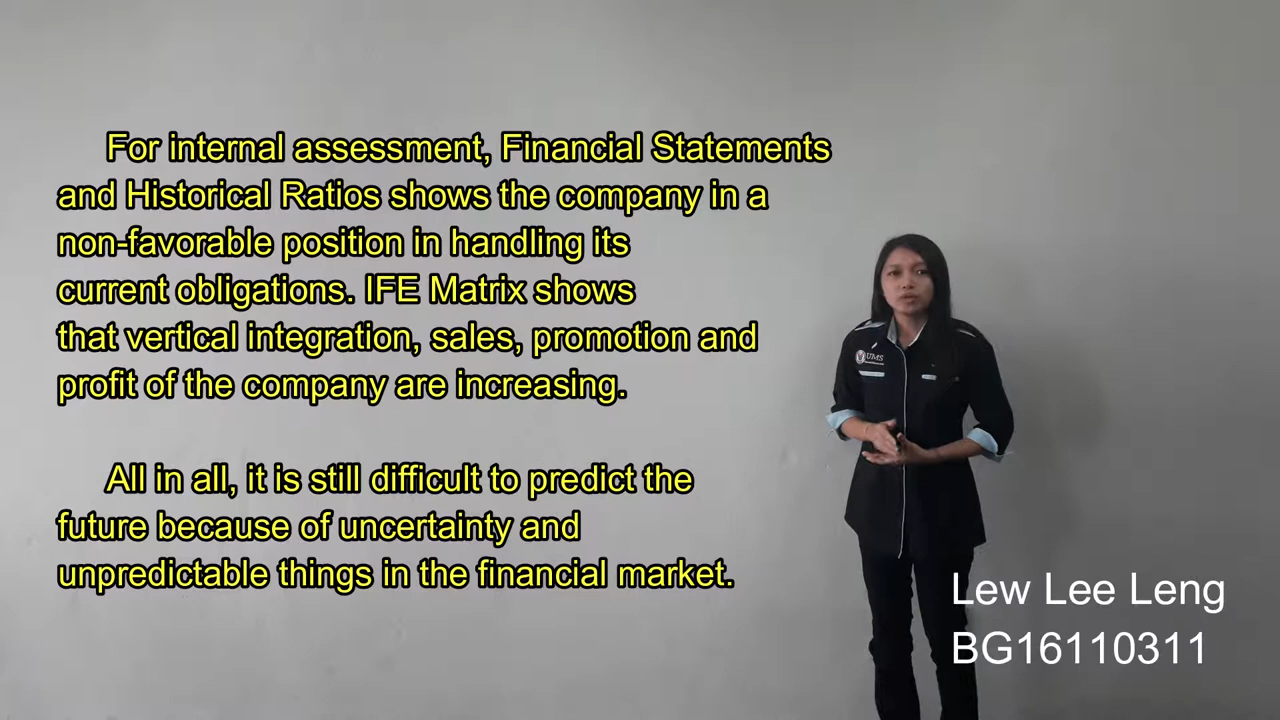 For internal assessment, Financial Statements
and Historical Ratios shows the company in a
non-favorable position in handling its
current obligations. IFE Matrix shows
that vertical integration, sales, promotion and
profit of the company are increasing.
All in all, it is still difficult to predict the
future because of uncertainty and
unpredictable things in the financial market.
UMS
Lew Lee Leng
BG16110311